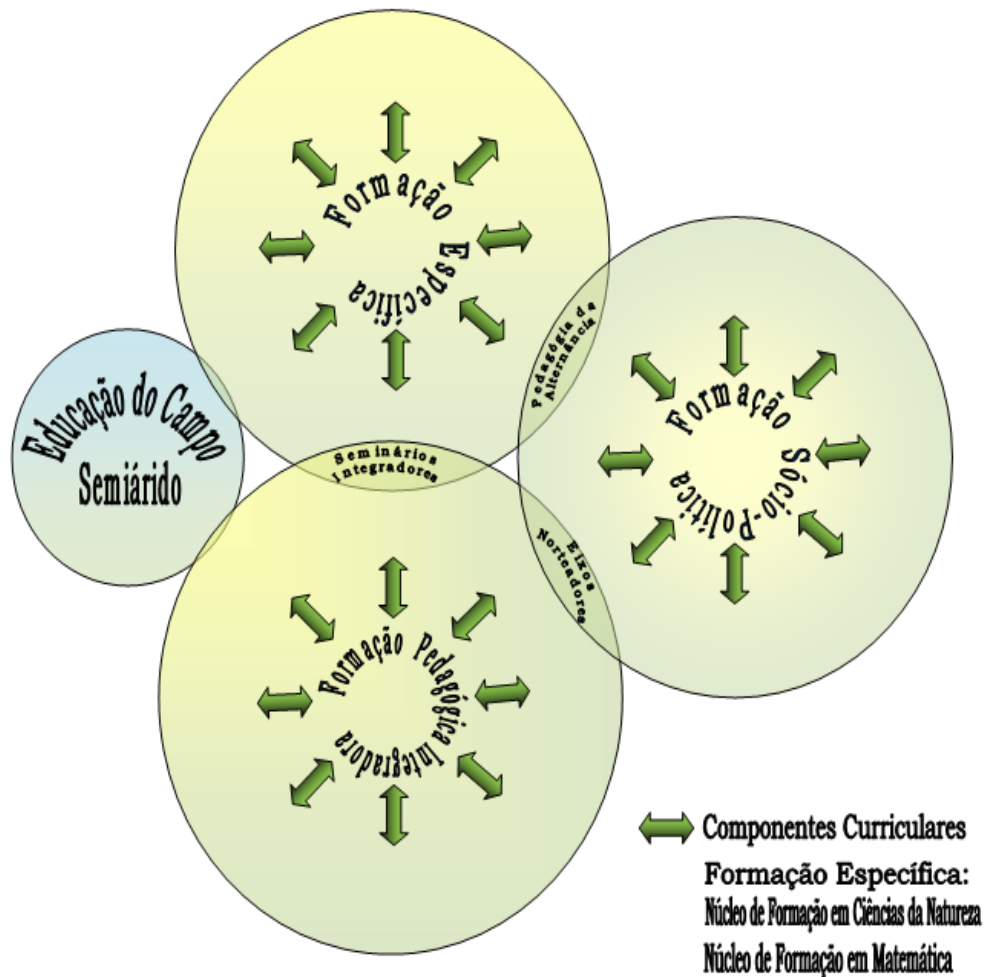 Formação Específica
Pedagógia da
Alternância
Educação do Campo
Semiárido
Seminários
Integradores
Formação Sócio-Política
Eixos
Norteadores
Formação Pedagógica Integradora
Componentes Curriculares
Formação Específica:
Núcleo de Formação em Ciências da Natureza
Núcleo de Formação em Matemática